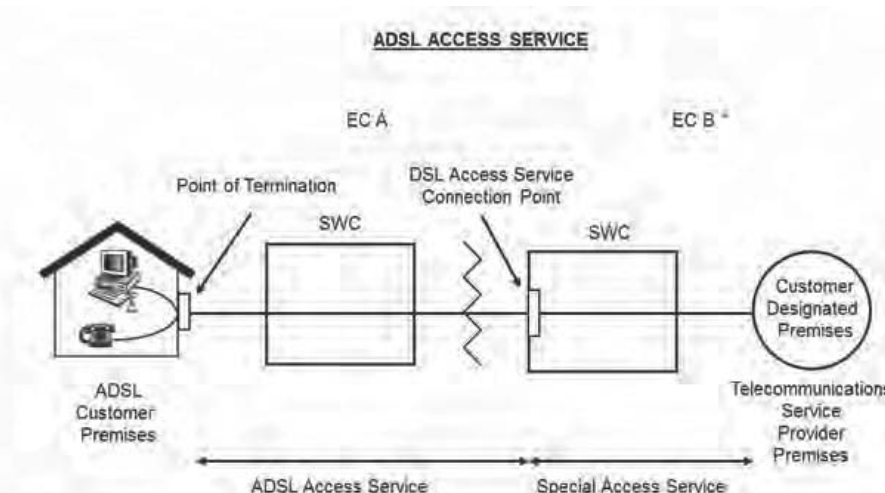 ADSL ACCESS SERVICE
EC A
EC B
Point of Termination
DSL Access Service
Connection Point
SWC
SWC
Customer
Designated
Premises
ADSL
Customer
Premises
Telecommunications
Service
Provider
Premises
ADSL Access Service
Special Access Service